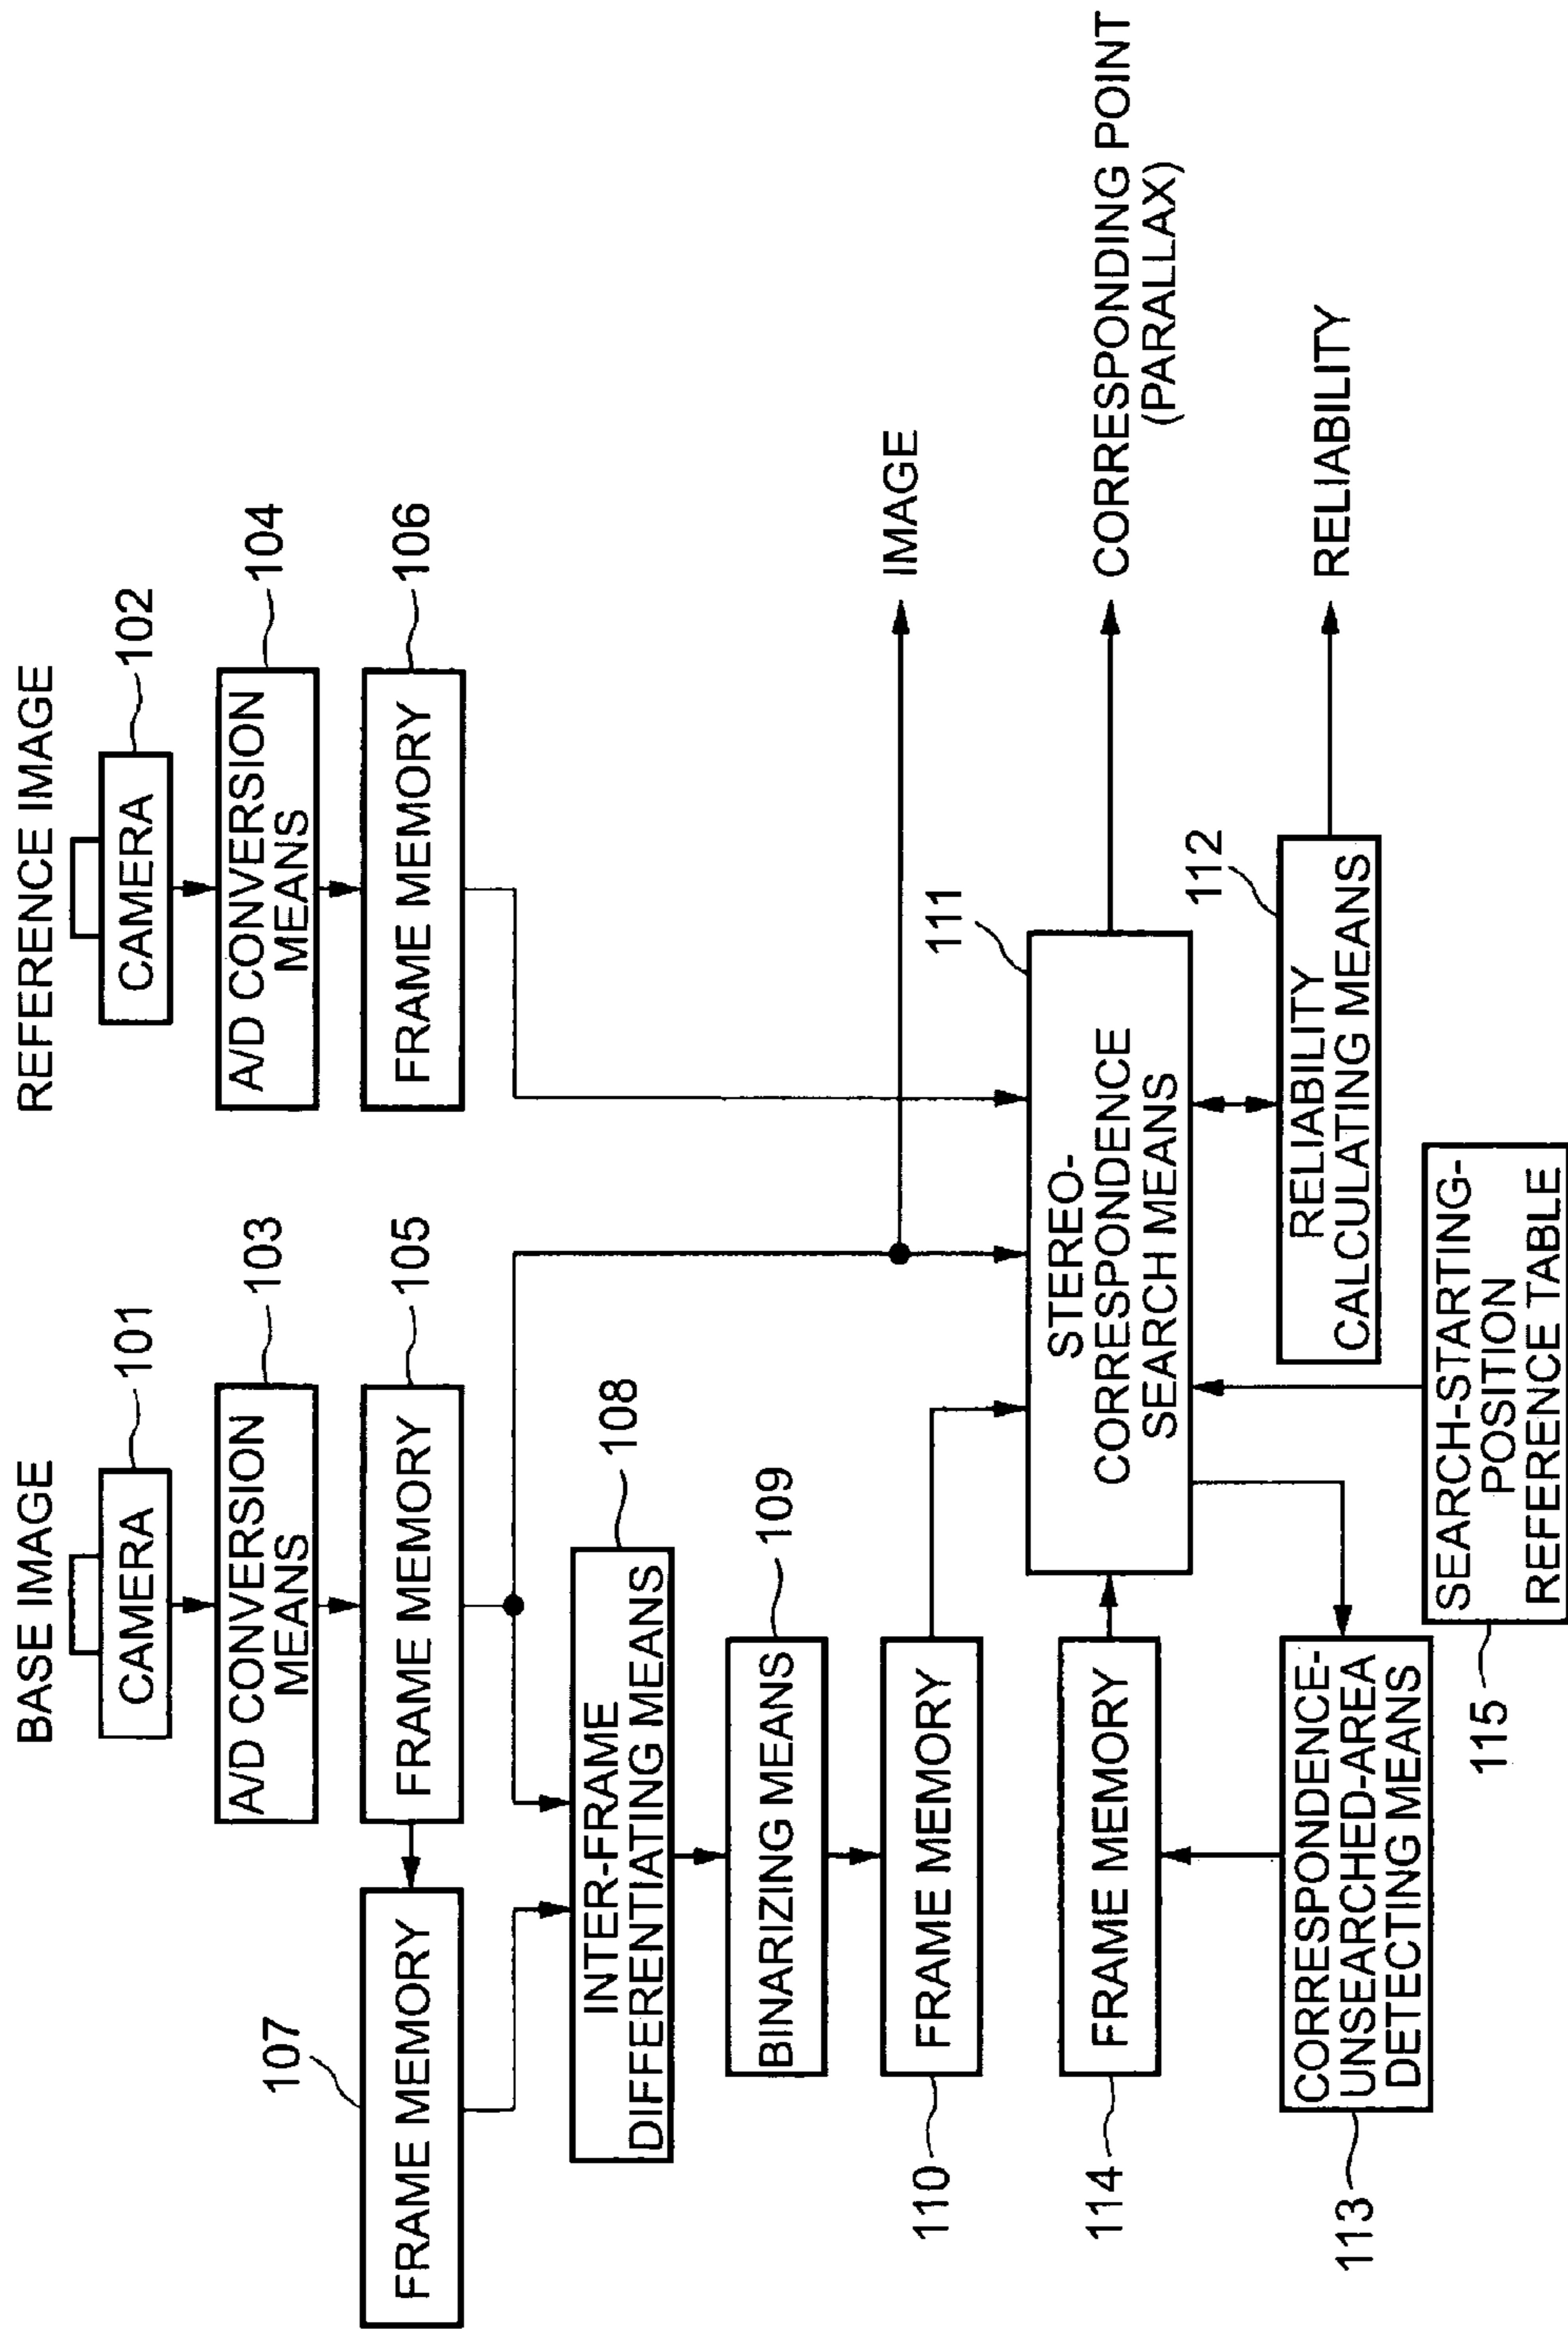 BASE IMAGE
REFERENCE IMAGE
101
CAMERA
102
CAMERA
103
A/D CONVERSION
MEANS
104
A/D CONVERSION
MEANS
105
FRAME MEMORY
106
FRAME MEMORY
107
FRAME MEMORY
108
INTER-FRAME
DIFFERENTIATING MEANS
109
BINARIZING MEANS
110
FRAME MEMORY
IMAGE
111
STEREO-
CORRESPONDENCE
SEARCH MEANS
CORRESPONDING POINT
(PARALLAX)
114
FRAME MEMORY
112
RELIABILITY
CALCULATING MEANS
RELIABILITY
113
CORRESPONDENCE-
UNSEARCHED-AREA
DETECTING MEANS
115
SEARCH-STARTING-
POSITION
REFERENCE TABLE